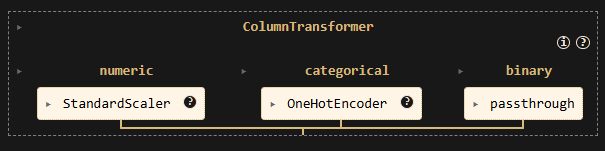 ColumnTransformer
i ?
numeric categorical binary
StandardScaler ? OneHotEncoder ? passthrough